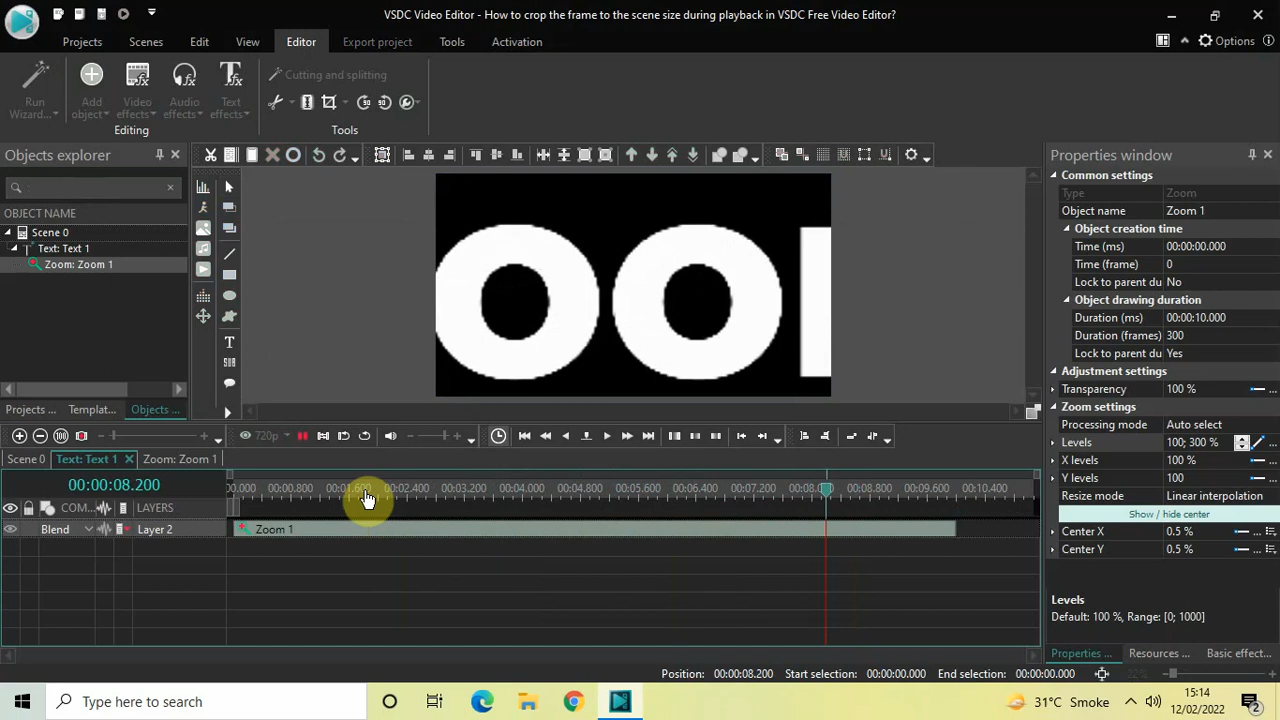 VSDC Video Editor - How to crop the frame to the scene size during playback in VSDC Free Video Editor?
Projects Scenes Edit View Editor Export project Tools Activation Options
Run Wizard... Add object Video effects Audio effects Text effects
Cutting and splitting
Editing Tools
Objects explorer
OBJECT NAME
Scene 0
Text: Text 1
Zoom: Zoom 1
Projects ... Templat... Objects ...
OO
Properties window
Common settings
Type Zoom
Object name Zoom 1
Object creation time
Time (ms) 00:00:00.000
Time (frame) 0
Lock to parent du No
Object drawing duration
Duration (ms) 00:00:10.000
Duration (frames) 300
Lock to parent du Yes
Adjustment settings
Transparency 100 %
Zoom settings
Processing mode Auto select
Levels 100; 300 %
X levels 100 %
Y levels 100 %
Resize mode Linear interpolation
Show / hide center
Center X 0.5 %
Center Y 0.5 %
Levels
Default: 100 %, Range: [0; 1000]
Properties ... Resources ... Basic effect...
720p
Scene 0 Text: Text 1 Zoom: Zoom 1
00:00:08.200
0.000 00:00.800 00:01.600 00:02.400 00:03.200 00:04.000 00:04.800 00:05.600 00:06.400 00:07.200 00:08.800 00:09.600 00:10.400
COM... LAYERS
Blend Layer 2
Zoom 1
Position: 00:00:08.200 Start selection: 00:00:00.000 End selection: 00:00:00.000
Type here to search
31°C Smoke
15:14
12/02/2022
2